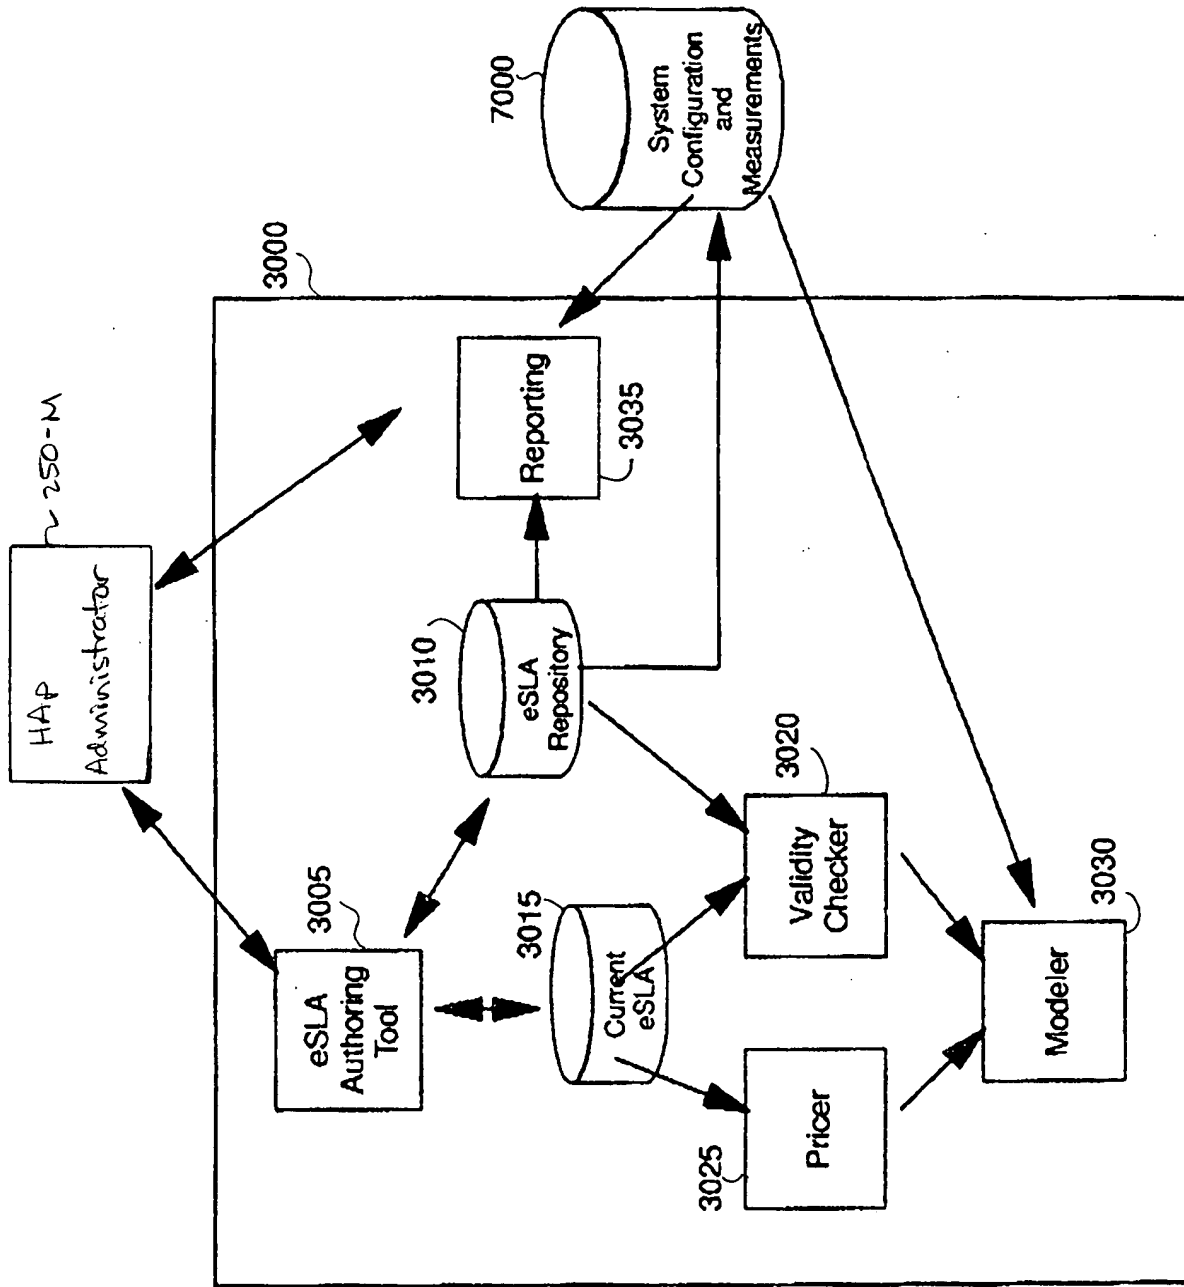 HAP
Administrator
250-M
3000
eSLA
Authoring
Tool
3005
3010
eSLA
Repository
Reporting
3035
7000
System
Configuration
and
Measurements
3015
Current
eSLA
3025
Pricer
3020
Validity
Checker
Modeler
3030